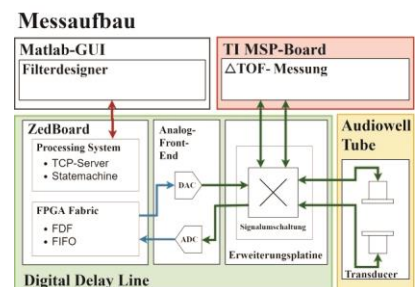 Messaufbau
Matlab-GUI
Filterdesigner
TI MSP-Board
△TOF- Messung
ZedBoard
Processing System
• TCP-Server
• Statemachine
FPGA Fabric
• FDF
• FIFO
Analog-
Front-
End
DAC
ADC
Signalumschaltung
Erweiterungsplatine
Digital Delay Line
Audiowell
Tube
Transducer